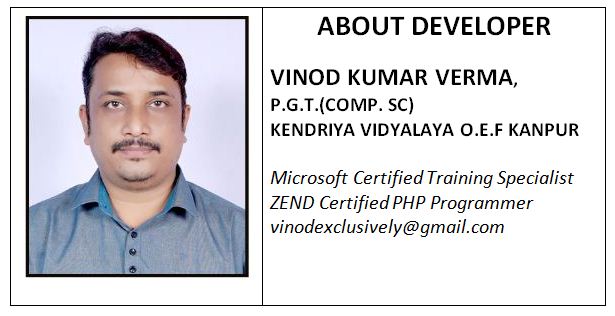 ABOUT DEVELOPER
VINOD KUMAR VERMA,
P.G.T.(COMP. SC)
KENDRIYA VIDYALAYA O.E.F KANPUR
Microsoft Certified Training Specialist
ZEND Certified PHP Programmer
vinodexclusively@gmail.com